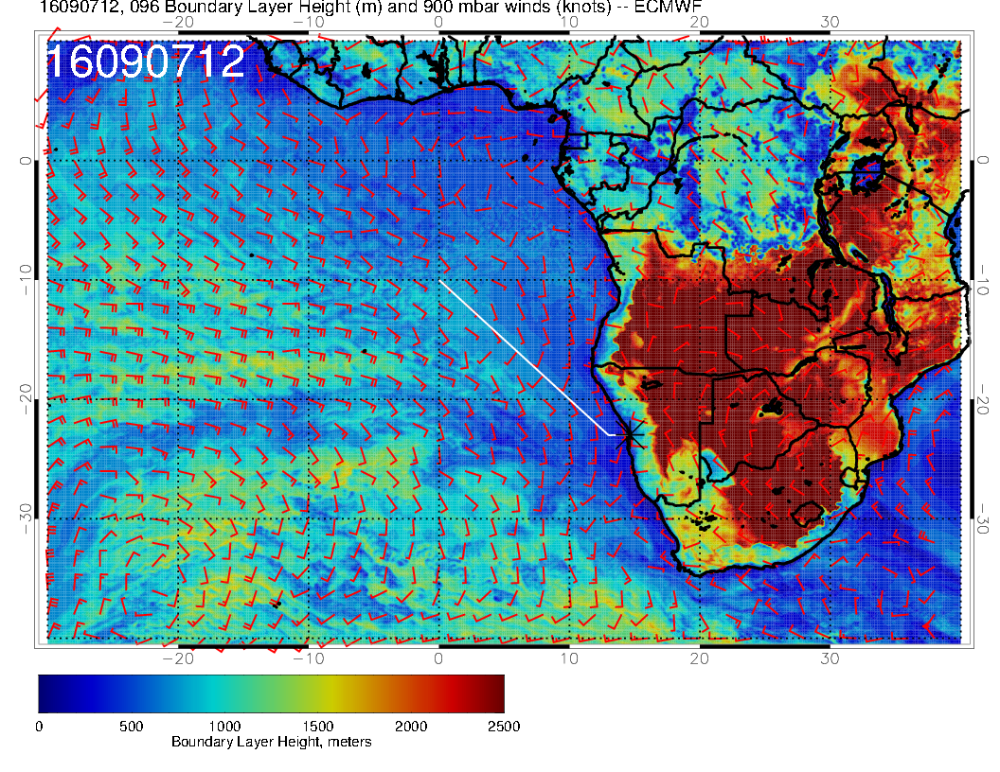 16090712, 096 Boundary Layer Height (m) and 900 mbar winds (knots) -- ECMWF
−20 −10 0 10 20 30
16090712
0 0
−10 −10
−20 −20
−30 −30
−20 −10 0 10 20 30
0 500 1000 1500 2000 2500
Boundary Layer Height, meters